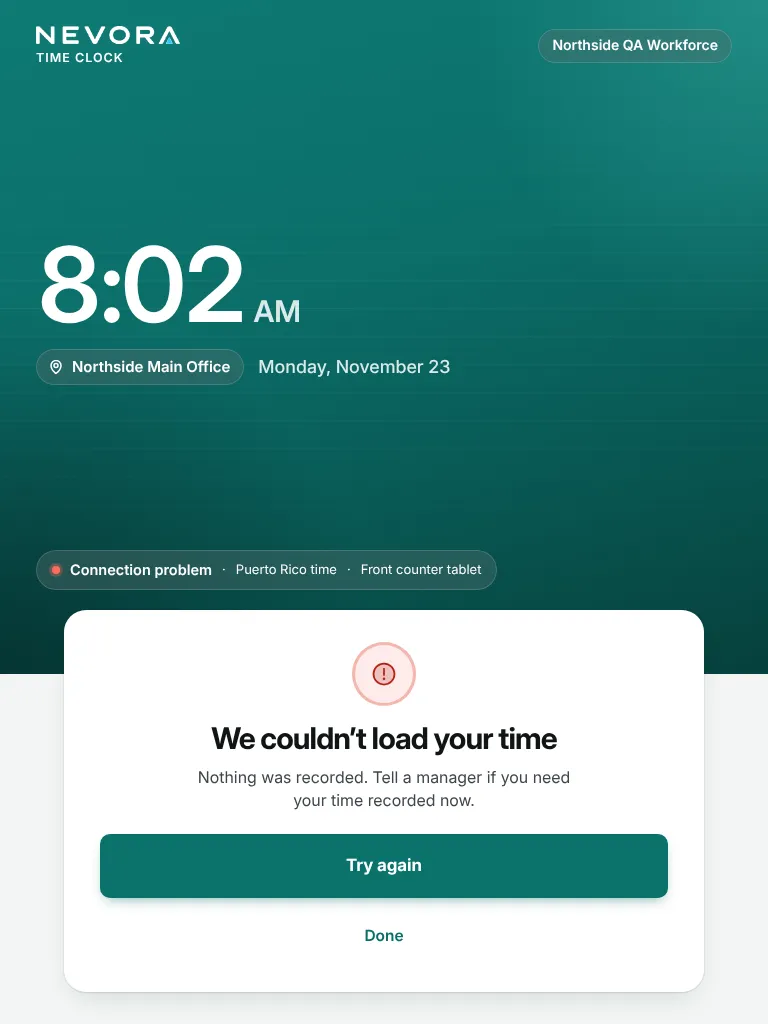 NEVORA
TIME CLOCK
Northside QA Workforce
8:02 AM
Northside Main Office
Monday, November 23
Connection problem · Puerto Rico time · Front counter tablet
We couldn’t load your time
Nothing was recorded. Tell a manager if you need
your time recorded now.
Try again
Done